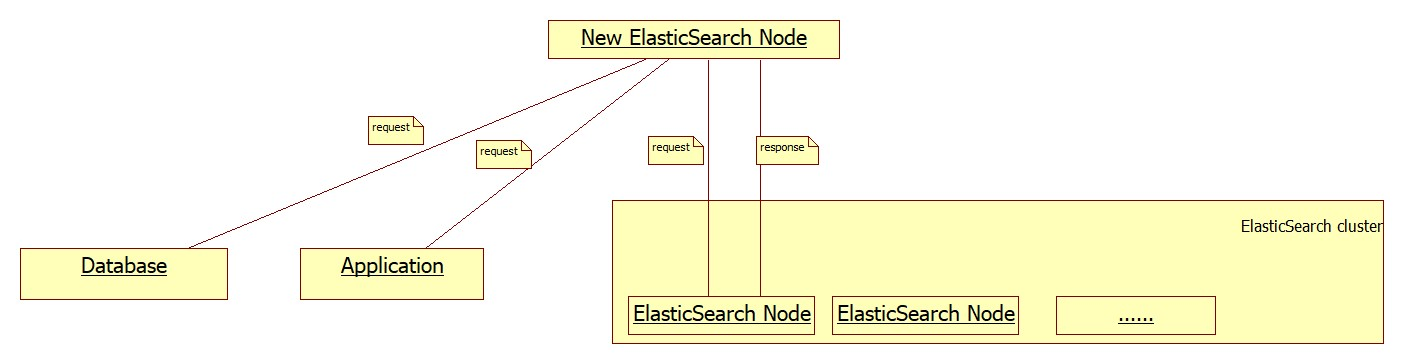 New ElasticSearch Node
request
request
request
response
ElasticSearch cluster
Database
Application
ElasticSearch Node
ElasticSearch Node
......